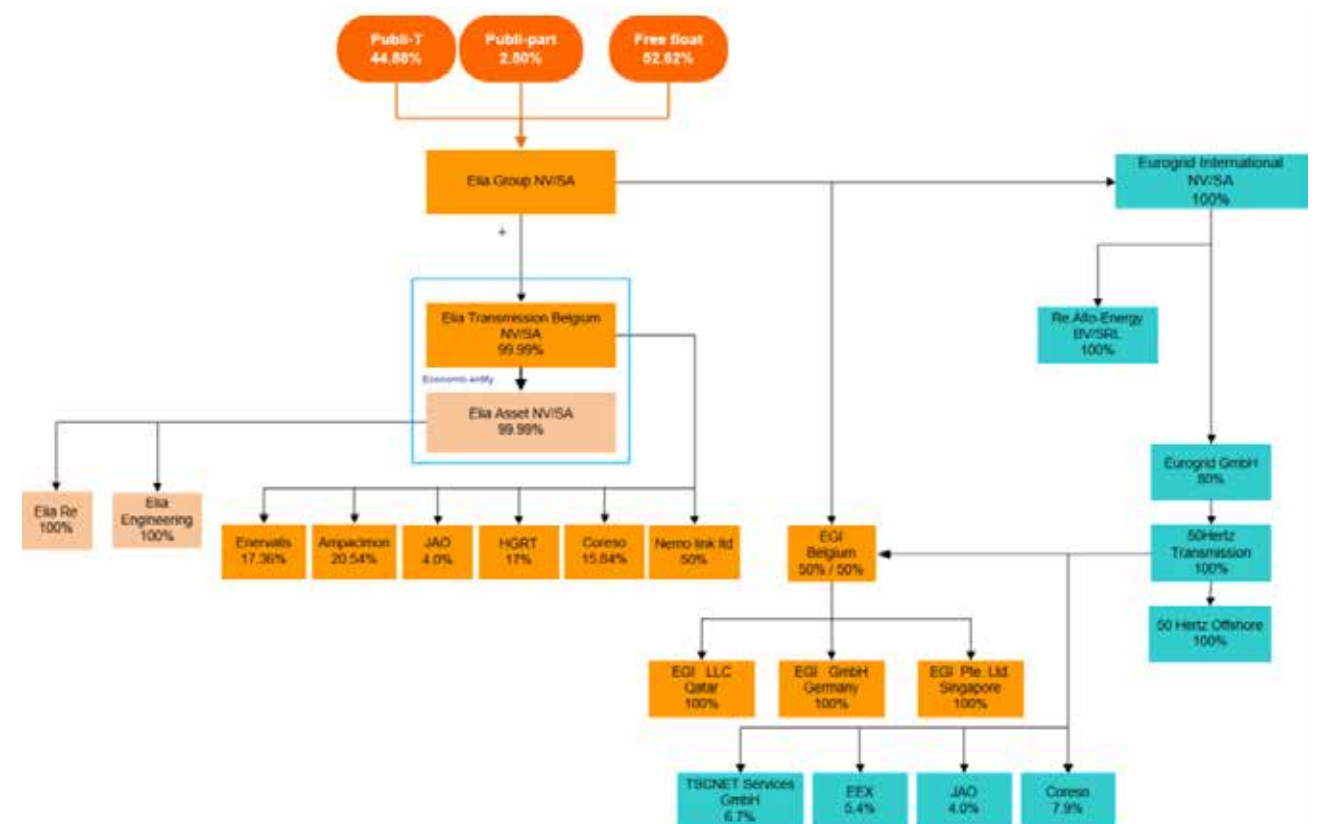 Publi-T
44.88%
Publi-part
2.80%
Free float
52.62%
Elia Group NV/SA
Eurogrid International
NV/SA
100%
+
Elia Transmission Belgium
NV/SA
99.99%
Re.Alto-Energy
BV/SRL
100%
Economic entity
Elia Asset NV/SA
99.99%
Eurogrid GmbH
80%
Elia Re
100%
Elia
Engineering
100%
Enervalis
17.36%
Ampacimon
20.54%
JAO
4.0%
HGRT
17%
Coreso
15.84%
Nemo link ltd
50%
EGI
Belgium
50% / 50%
50Hertz
Transmission
100%
50 Hertz Offshore
100%
EGI LLC
Qatar
100%
EGI GmbH
Germany
100%
EGI Pte Ltd.
Singapore
100%
TSCNET Services
GmbH
6.7%
EEX
5.4%
JAO
4.0%
Coreso
7.9%